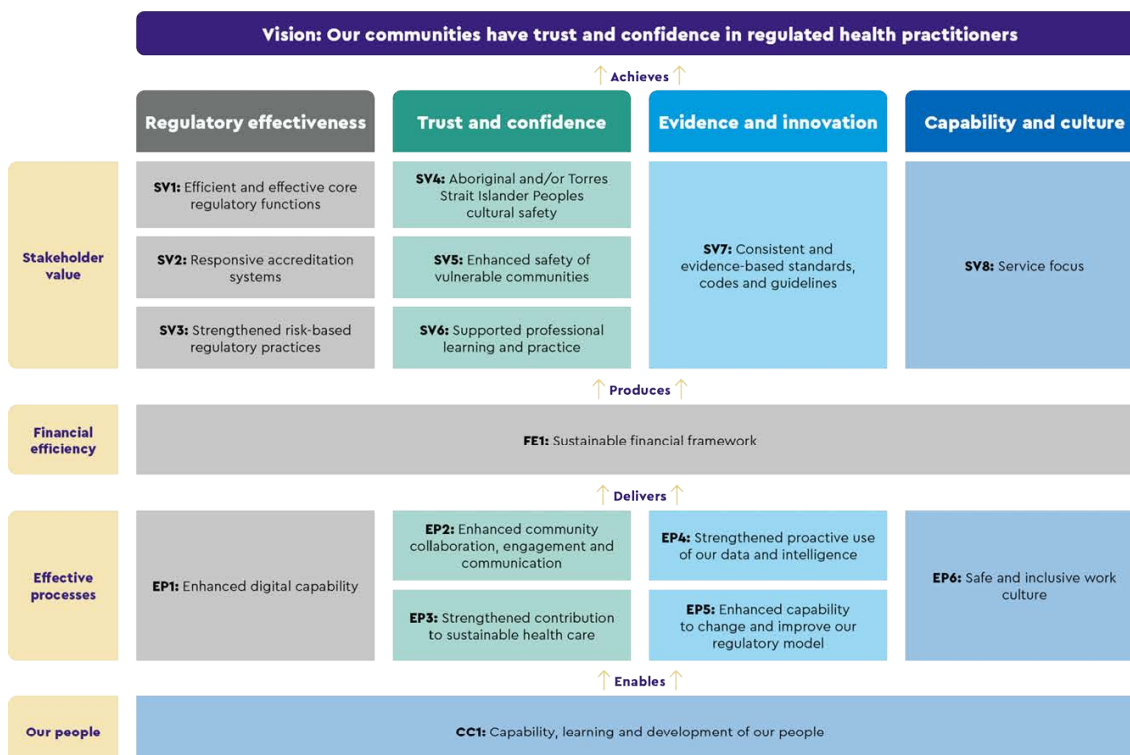 Vision: Our communities have trust and confidence in regulated health practitioners
Achieves
Regulatory effectiveness
Trust and confidence
Evidence and innovation
Capability and culture
Stakeholder
value
SV1: Efficient and effective core
regulatory functions
SV2: Responsive accreditation
systems
SV3: Strengthened risk-based
regulatory practices
SV4: Aboriginal and/or Torres
Strait Islander Peoples
cultural safety
SV5: Enhanced safety of
vulnerable communities
SV6: Supported professional
learning and practice
SV7: Consistent and
evidence-based standards,
codes and guidelines
SV8: Service focus
Produces
Financial
efficiency
FE1: Sustainable financial framework
Delivers
Effective
processes
EP1: Enhanced digital capability
EP2: Enhanced community
collaboration, engagement and
communication
EP3: Strengthened contribution
to sustainable health care
EP4: Strengthened proactive use
of our data and intelligence
EP5: Enhanced capability
to change and improve our
regulatory model
EP6: Safe and inclusive work
culture
Enables
Our people
CC1: Capability, learning and development of our people